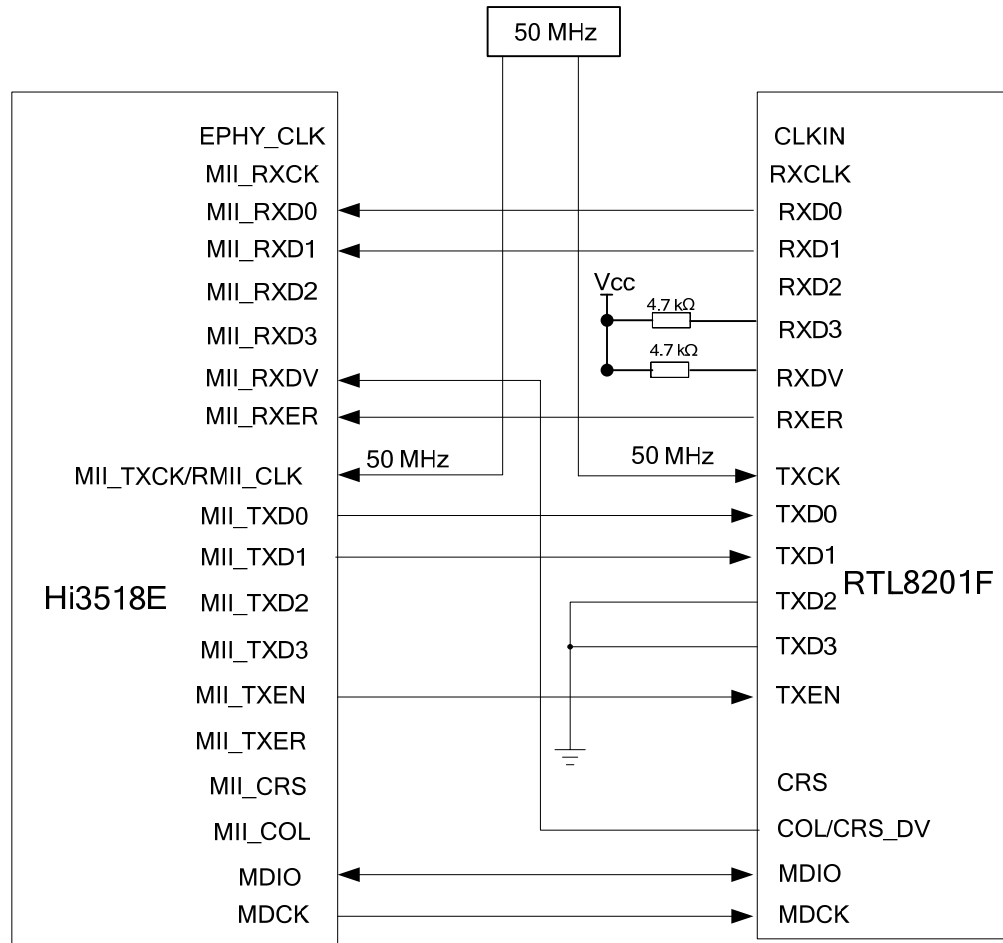 50 MHz
EPHY_CLK
MII_RXCK
MII_RXD0
MII_RXD1
MII_RXD2
MII_RXD3
MII_RXDV
MII_RXER
MII_TXCK/RMII_CLK
MII_TXD0
MII_TXD1
MII_TXD2
MII_TXD3
MII_TXEN
MII_TXER
MII_CRS
MII_COL
MDIO
MDCK
Hi3518E
50 MHz
50 MHz
Vcc
4.7 kΩ
4.7 kΩ
CLKIN
RXCLK
RXD0
RXD1
RXD2
RXD3
RXDV
RXER
TXCK
TXD0
TXD1
TXD2
TXD3
TXEN
CRS
COL/CRS_DV
MDIO
MDCK
RTL8201F